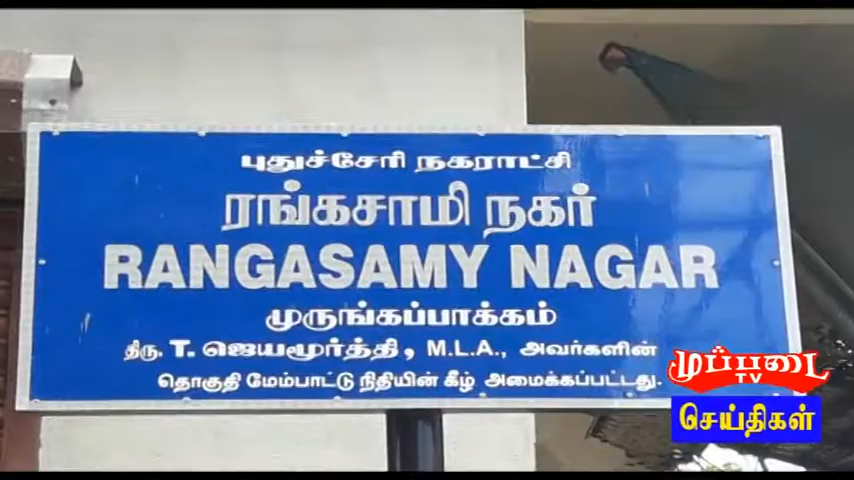 புதுச்சேரி நகராட்சி
ரங்கசாமி நகர்
RANGASAMY NAGAR
முருங்கப்பாக்கம்
திரு. T. ஜெயமூர்த்தி, M.L.A., அவர்களின்
தொகுதி மேம்பாட்டு நிதியின் கீழ் அமைக்கப்பட்டது.
முப்படை
TV
செய்திகள்